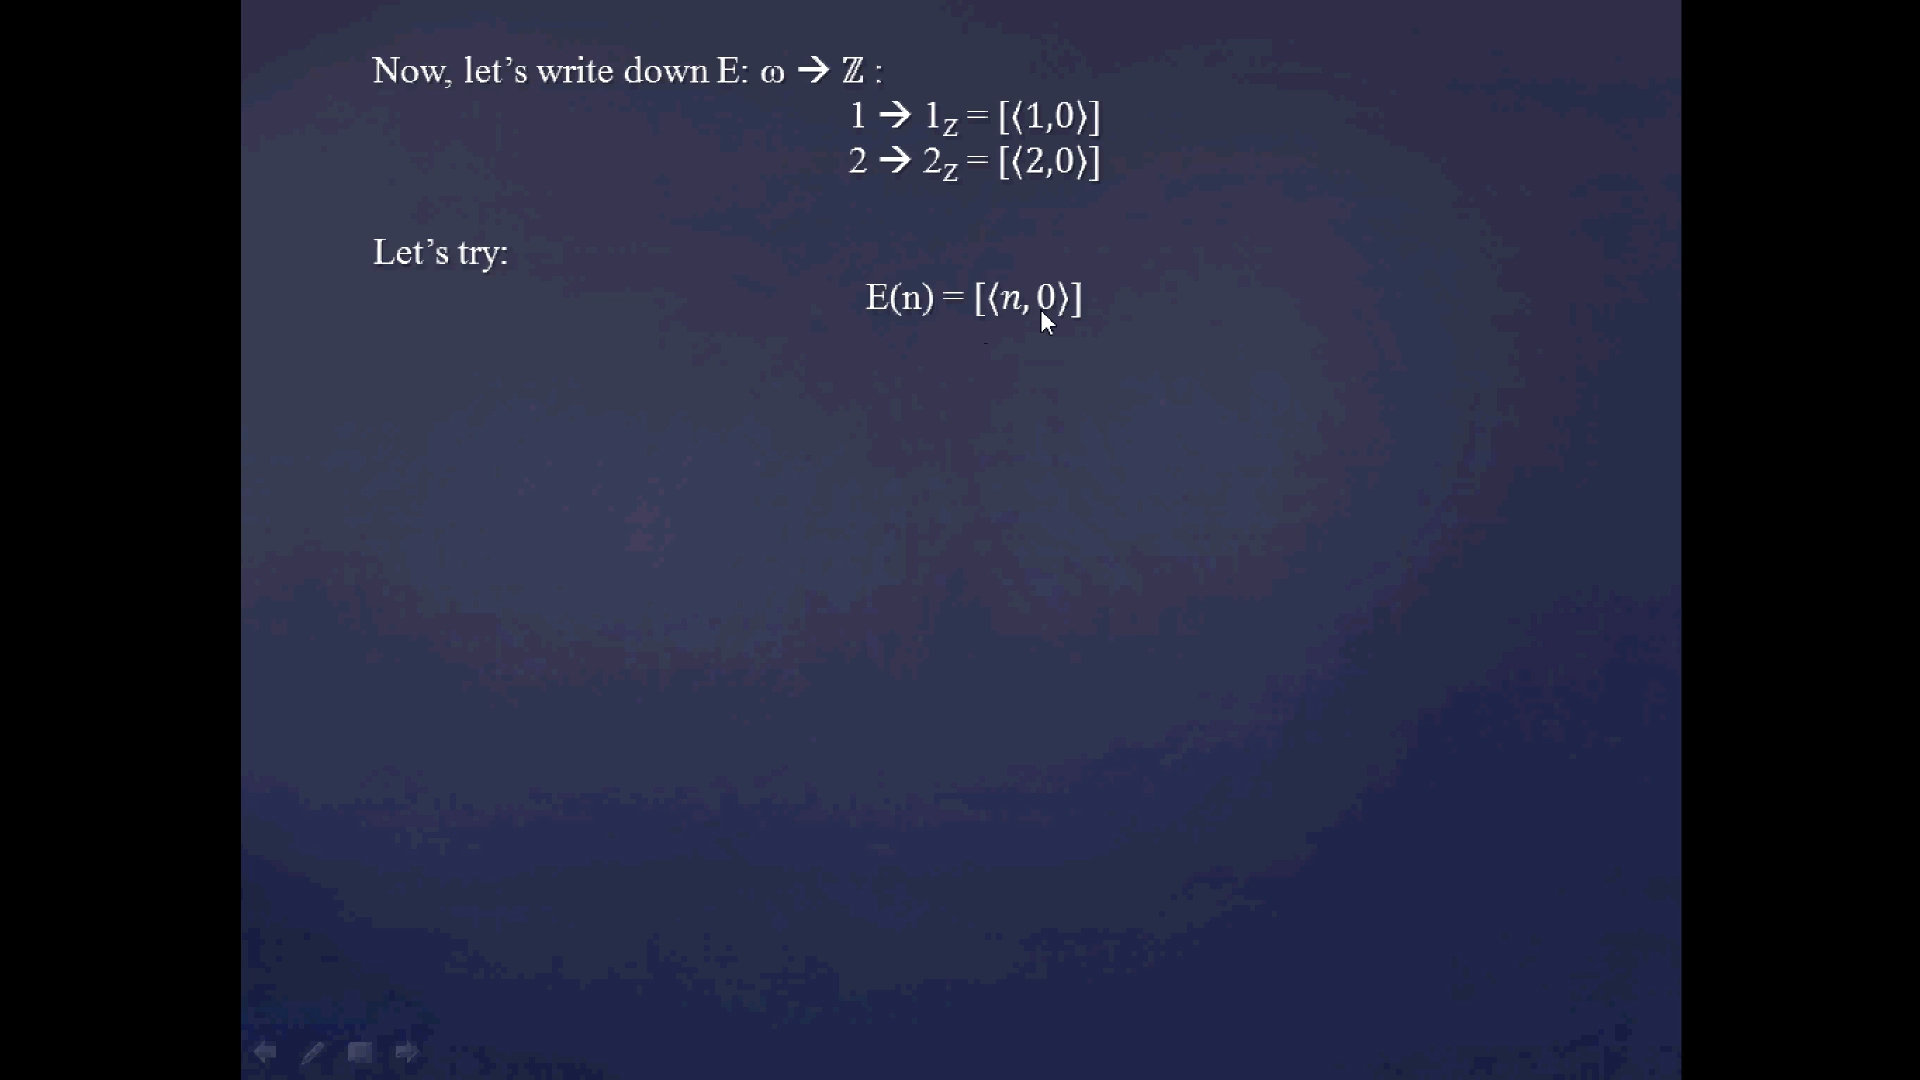 Now, let’s write down E: ω → ℤ :
1 → 1_Z = [⟨1,0⟩]
2 → 2_Z = [⟨2,0⟩]
Let’s try:
E(n) = [⟨n, 0⟩]